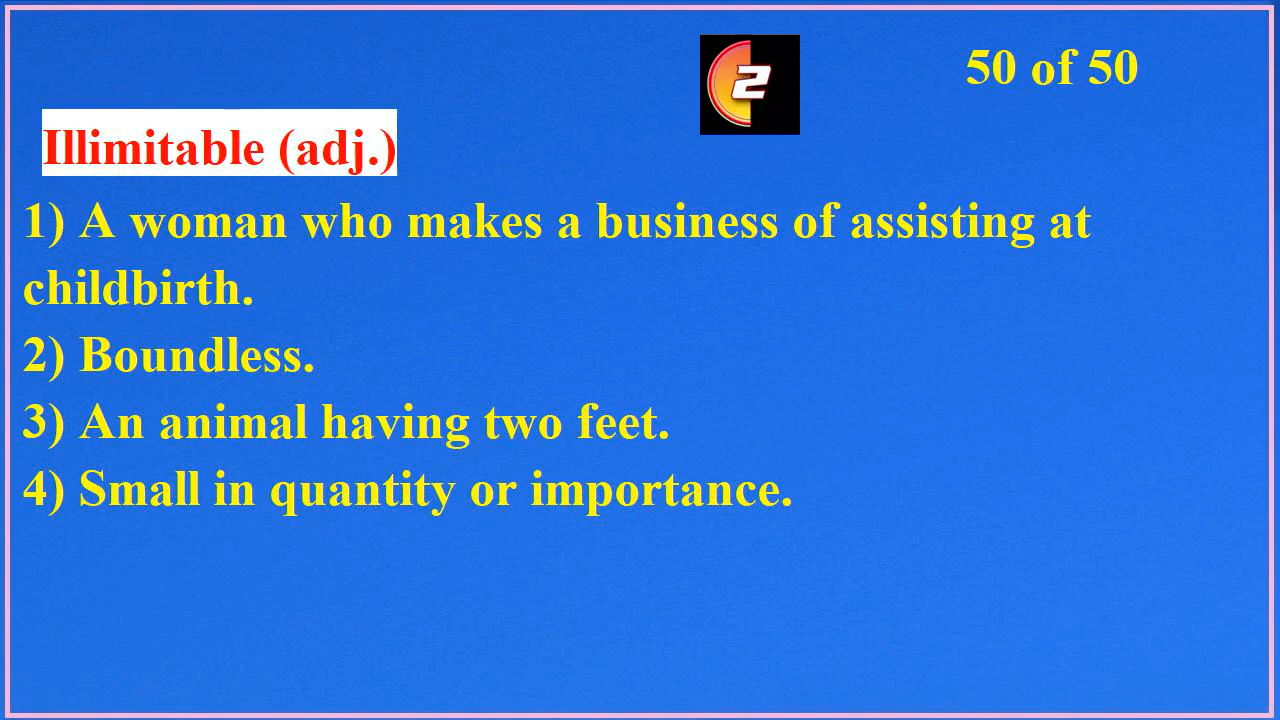 2
50 of 50
Illimitable (adj.)
1) A woman who makes a business of assisting at
childbirth.
2) Boundless.
3) An animal having two feet.
4) Small in quantity or importance.